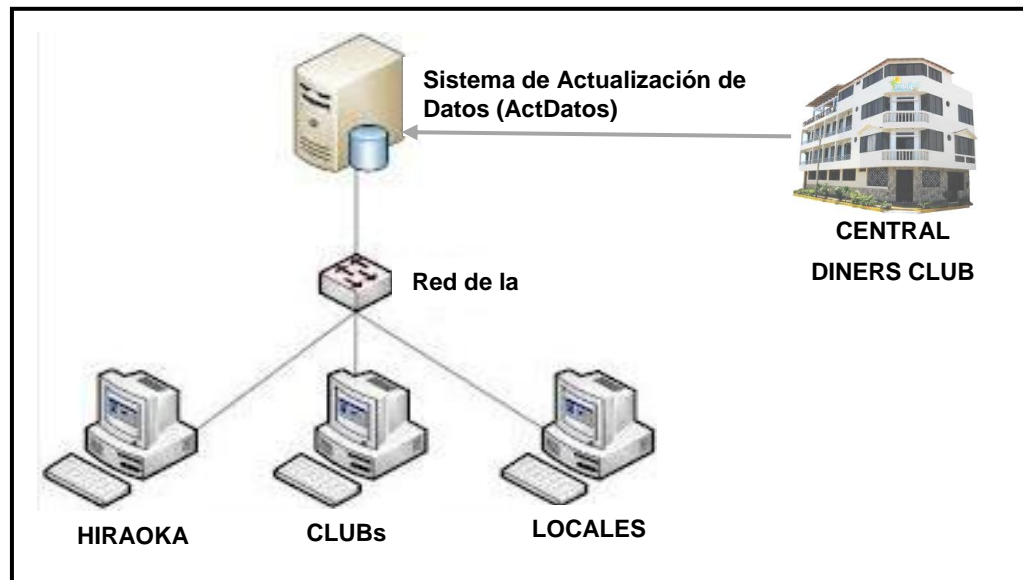 Sistema de Actualización de
Datos (ActDatos)
CENTRAL
DINERS CLUB
Red de la
HIRAOKA
CLUBs
LOCALES